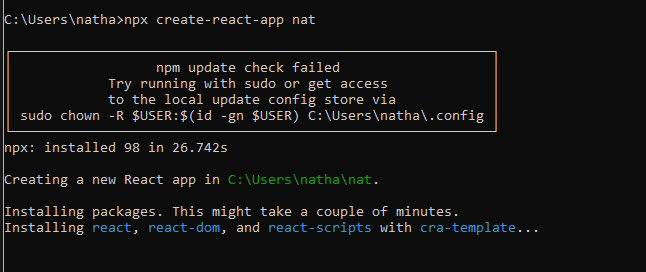 C:\Users\natha>npx create-react-app nat
npm update check failed
Try running with sudo or get access
to the local update config store via
sudo chown -R $USER:$(id -gn $USER) C:\Users\natha\.config
npx: installed 98 in 26.742s
Creating a new React app in C:\Users\natha\nat.
Installing packages. This might take a couple of minutes.
Installing react, react-dom, and react-scripts with cra-template...